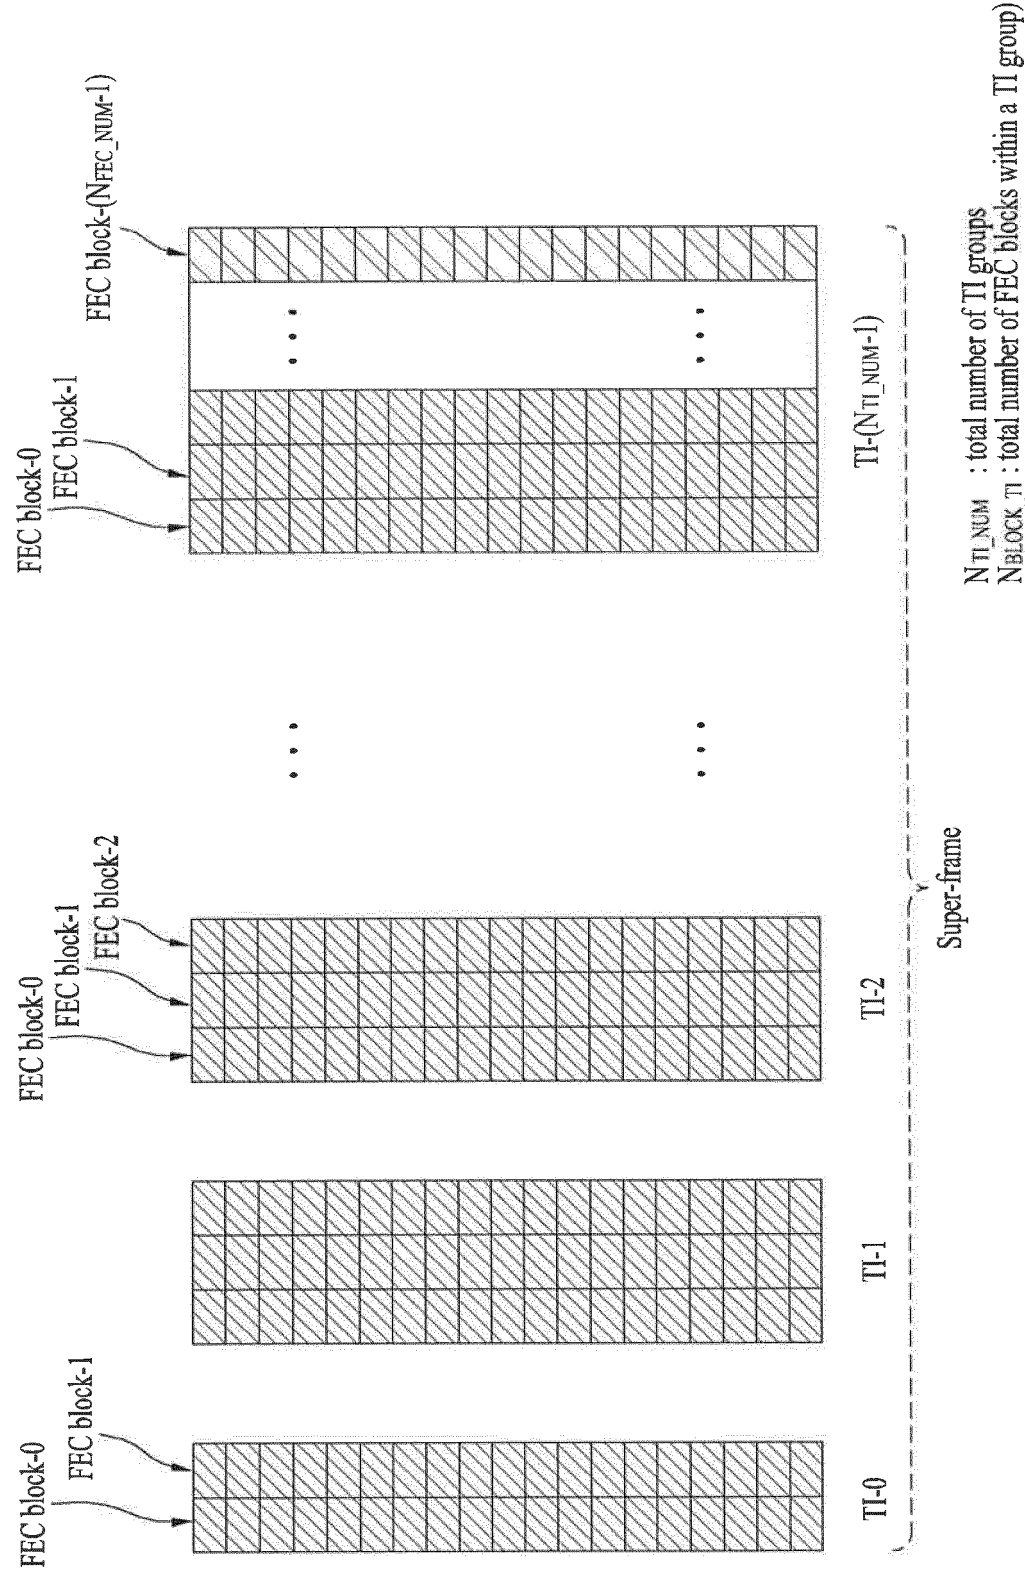 FEC block-0
FEC block-1
FEC block-0
FEC block-1
FEC block-2
FEC block-0
FEC block-1
FEC block-(NFEC_NUM-1)
TI-0
TI-1
TI-2
TI-(NTI_NUM-1)
Super-frame
NTI_NUM : total number of TI groups
NBLOCK_TI : total number of FEC blocks within a TI group)